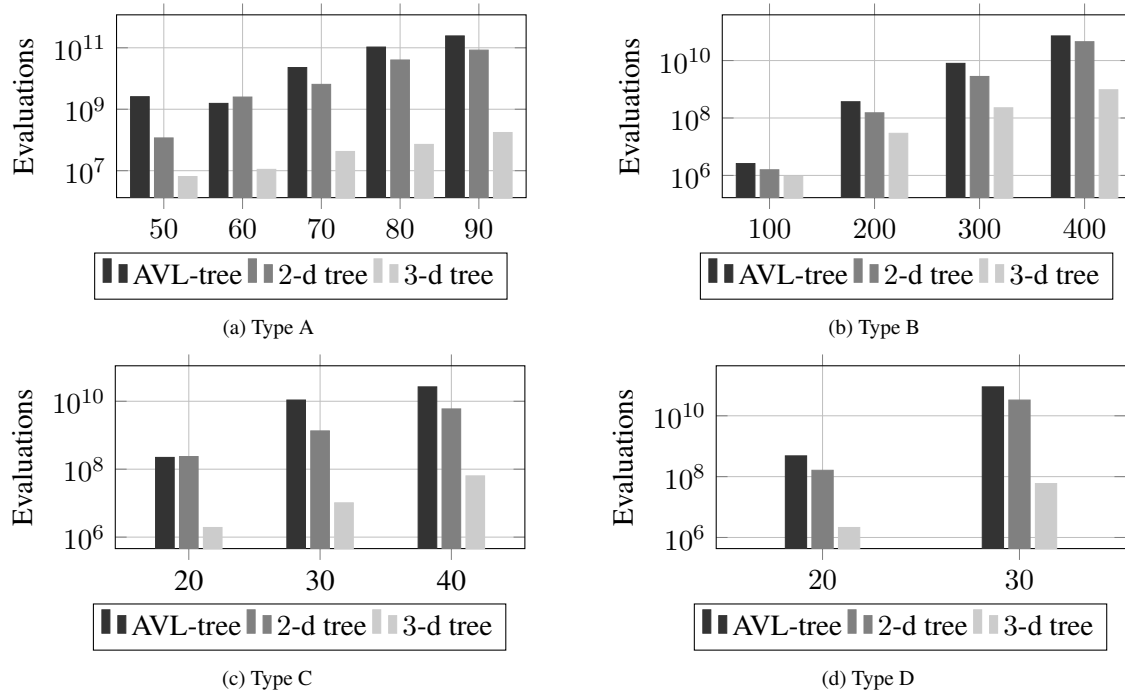 Evaluations
10^11
10^9
10^7
50 60 70 80 90
AVL-tree 2-d tree 3-d tree
(a) Type A
Evaluations
10^10
10^8
10^6
100 200 300 400
AVL-tree 2-d tree 3-d tree
(b) Type B
Evaluations
10^10
10^8
10^6
20 30 40
AVL-tree 2-d tree 3-d tree
(c) Type C
Evaluations
10^10
10^8
10^6
20 30
AVL-tree 2-d tree 3-d tree
(d) Type D